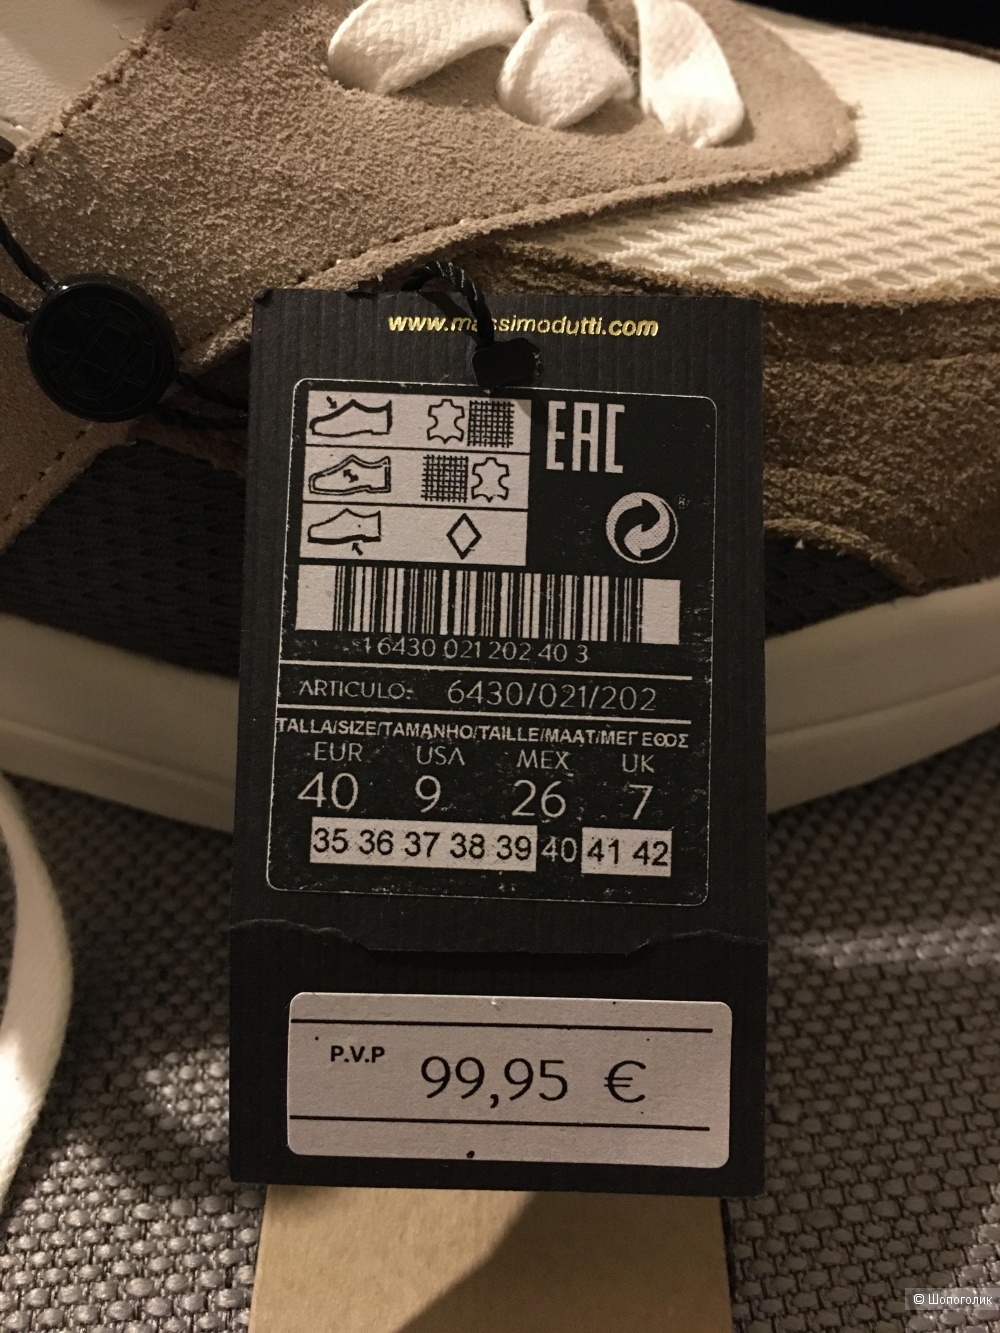 www.massimodutti.com
EAC
®
1 6430 021 202 40 3
ARTICULO: 6430/021/202
TALLA/SIZE/TAMANHO/TAILLE/MAAT/ΜΕΓΕΘΟΣ
EUR USA MEX UK
40 9 26 7
35 36 37 38 39 40 41 42
P.V.P 99,95 €
© Шопоголик